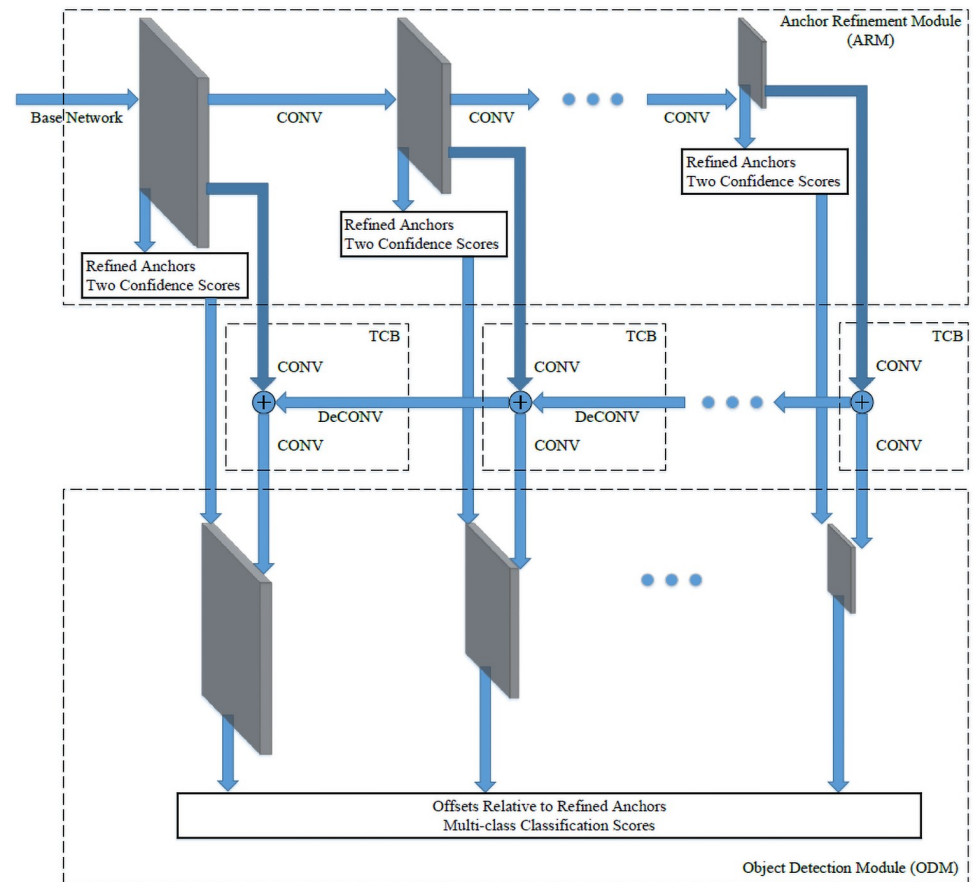 Anchor Refinement Module
(ARM)
Base Network
CONV
CONV
CONV
Refined Anchors
Two Confidence Scores
Refined Anchors
Two Confidence Scores
Refined Anchors
Two Confidence Scores
TCB
TCB
TCB
CONV
CONV
CONV
DeCONV
DeCONV
CONV
CONV
CONV
Offsets Relative to Refined Anchors
Multi-class Classification Scores
Object Detection Module (ODM)